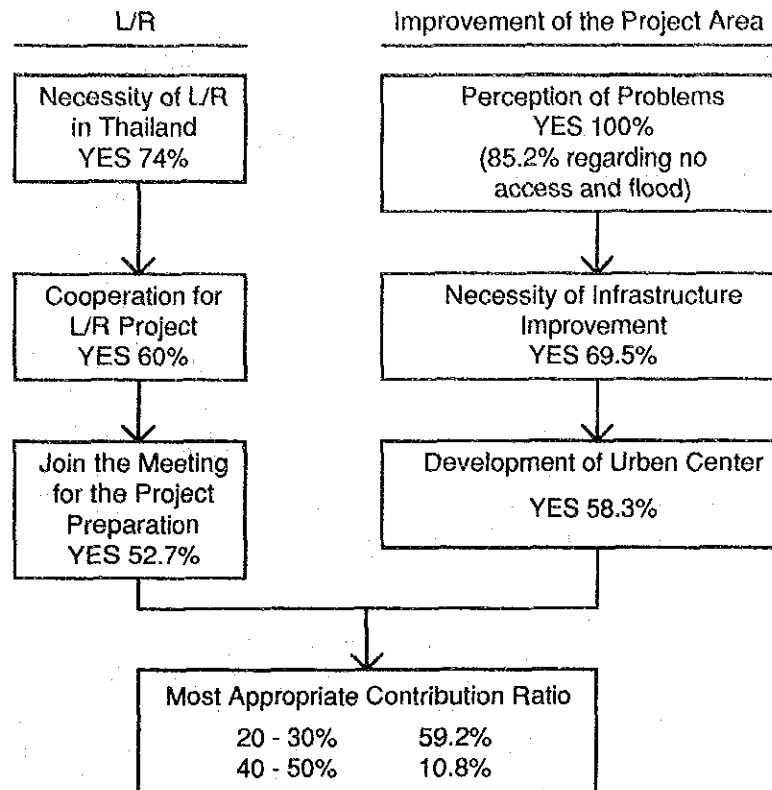 L/R
Necessity of L/R
in Thailand
YES 74%
Cooperation for
L/R Project
YES 60%
Join the Meeting
for the Project
Preparation
YES 52.7%
Improvement of the Project Area
Perception of Problems
YES 100%
(85.2% regarding no
access and flood)
Necessity of Infrastructure
Improvement
YES 69.5%
Development of Urben Center
YES 58.3%
Most Appropriate Contribution Ratio
20 - 30% 59.2%
40 - 50% 10.8%